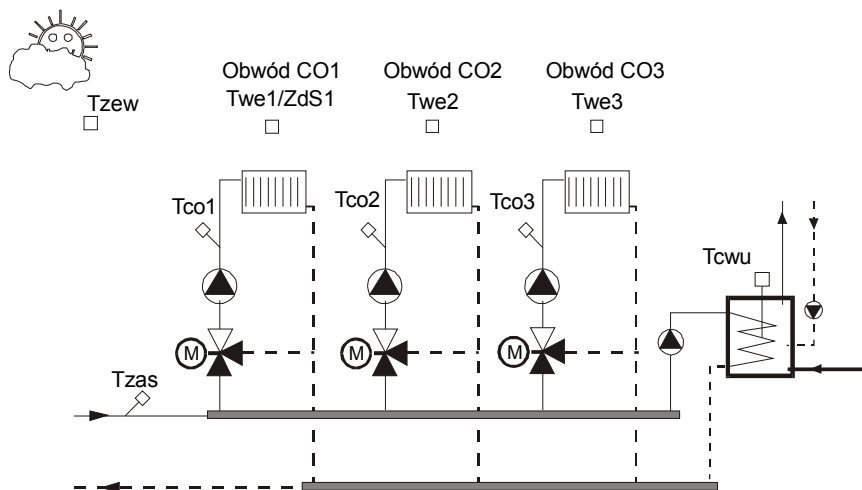 Tzew
Obwód CO1
Twe1/ZdS1
Obwód CO2
Twe2
Obwód CO3
Twe3
Tco1
Tco2
Tco3
Tcwu
M
M
M
Tzas